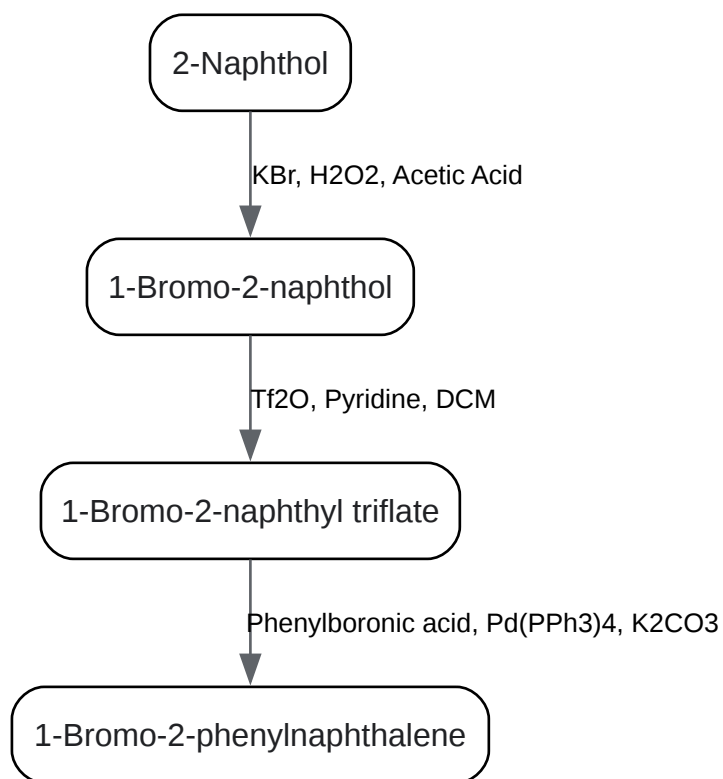 2-Naphthol
KBr, H2O2, Acetic Acid
1-Bromo-2-naphthol
Tf2O, Pyridine, DCM
1-Bromo-2-naphthyl triflate
Phenylboronic acid, Pd(PPh3)4, K2CO3
1-Bromo-2-phenylnaphthalene